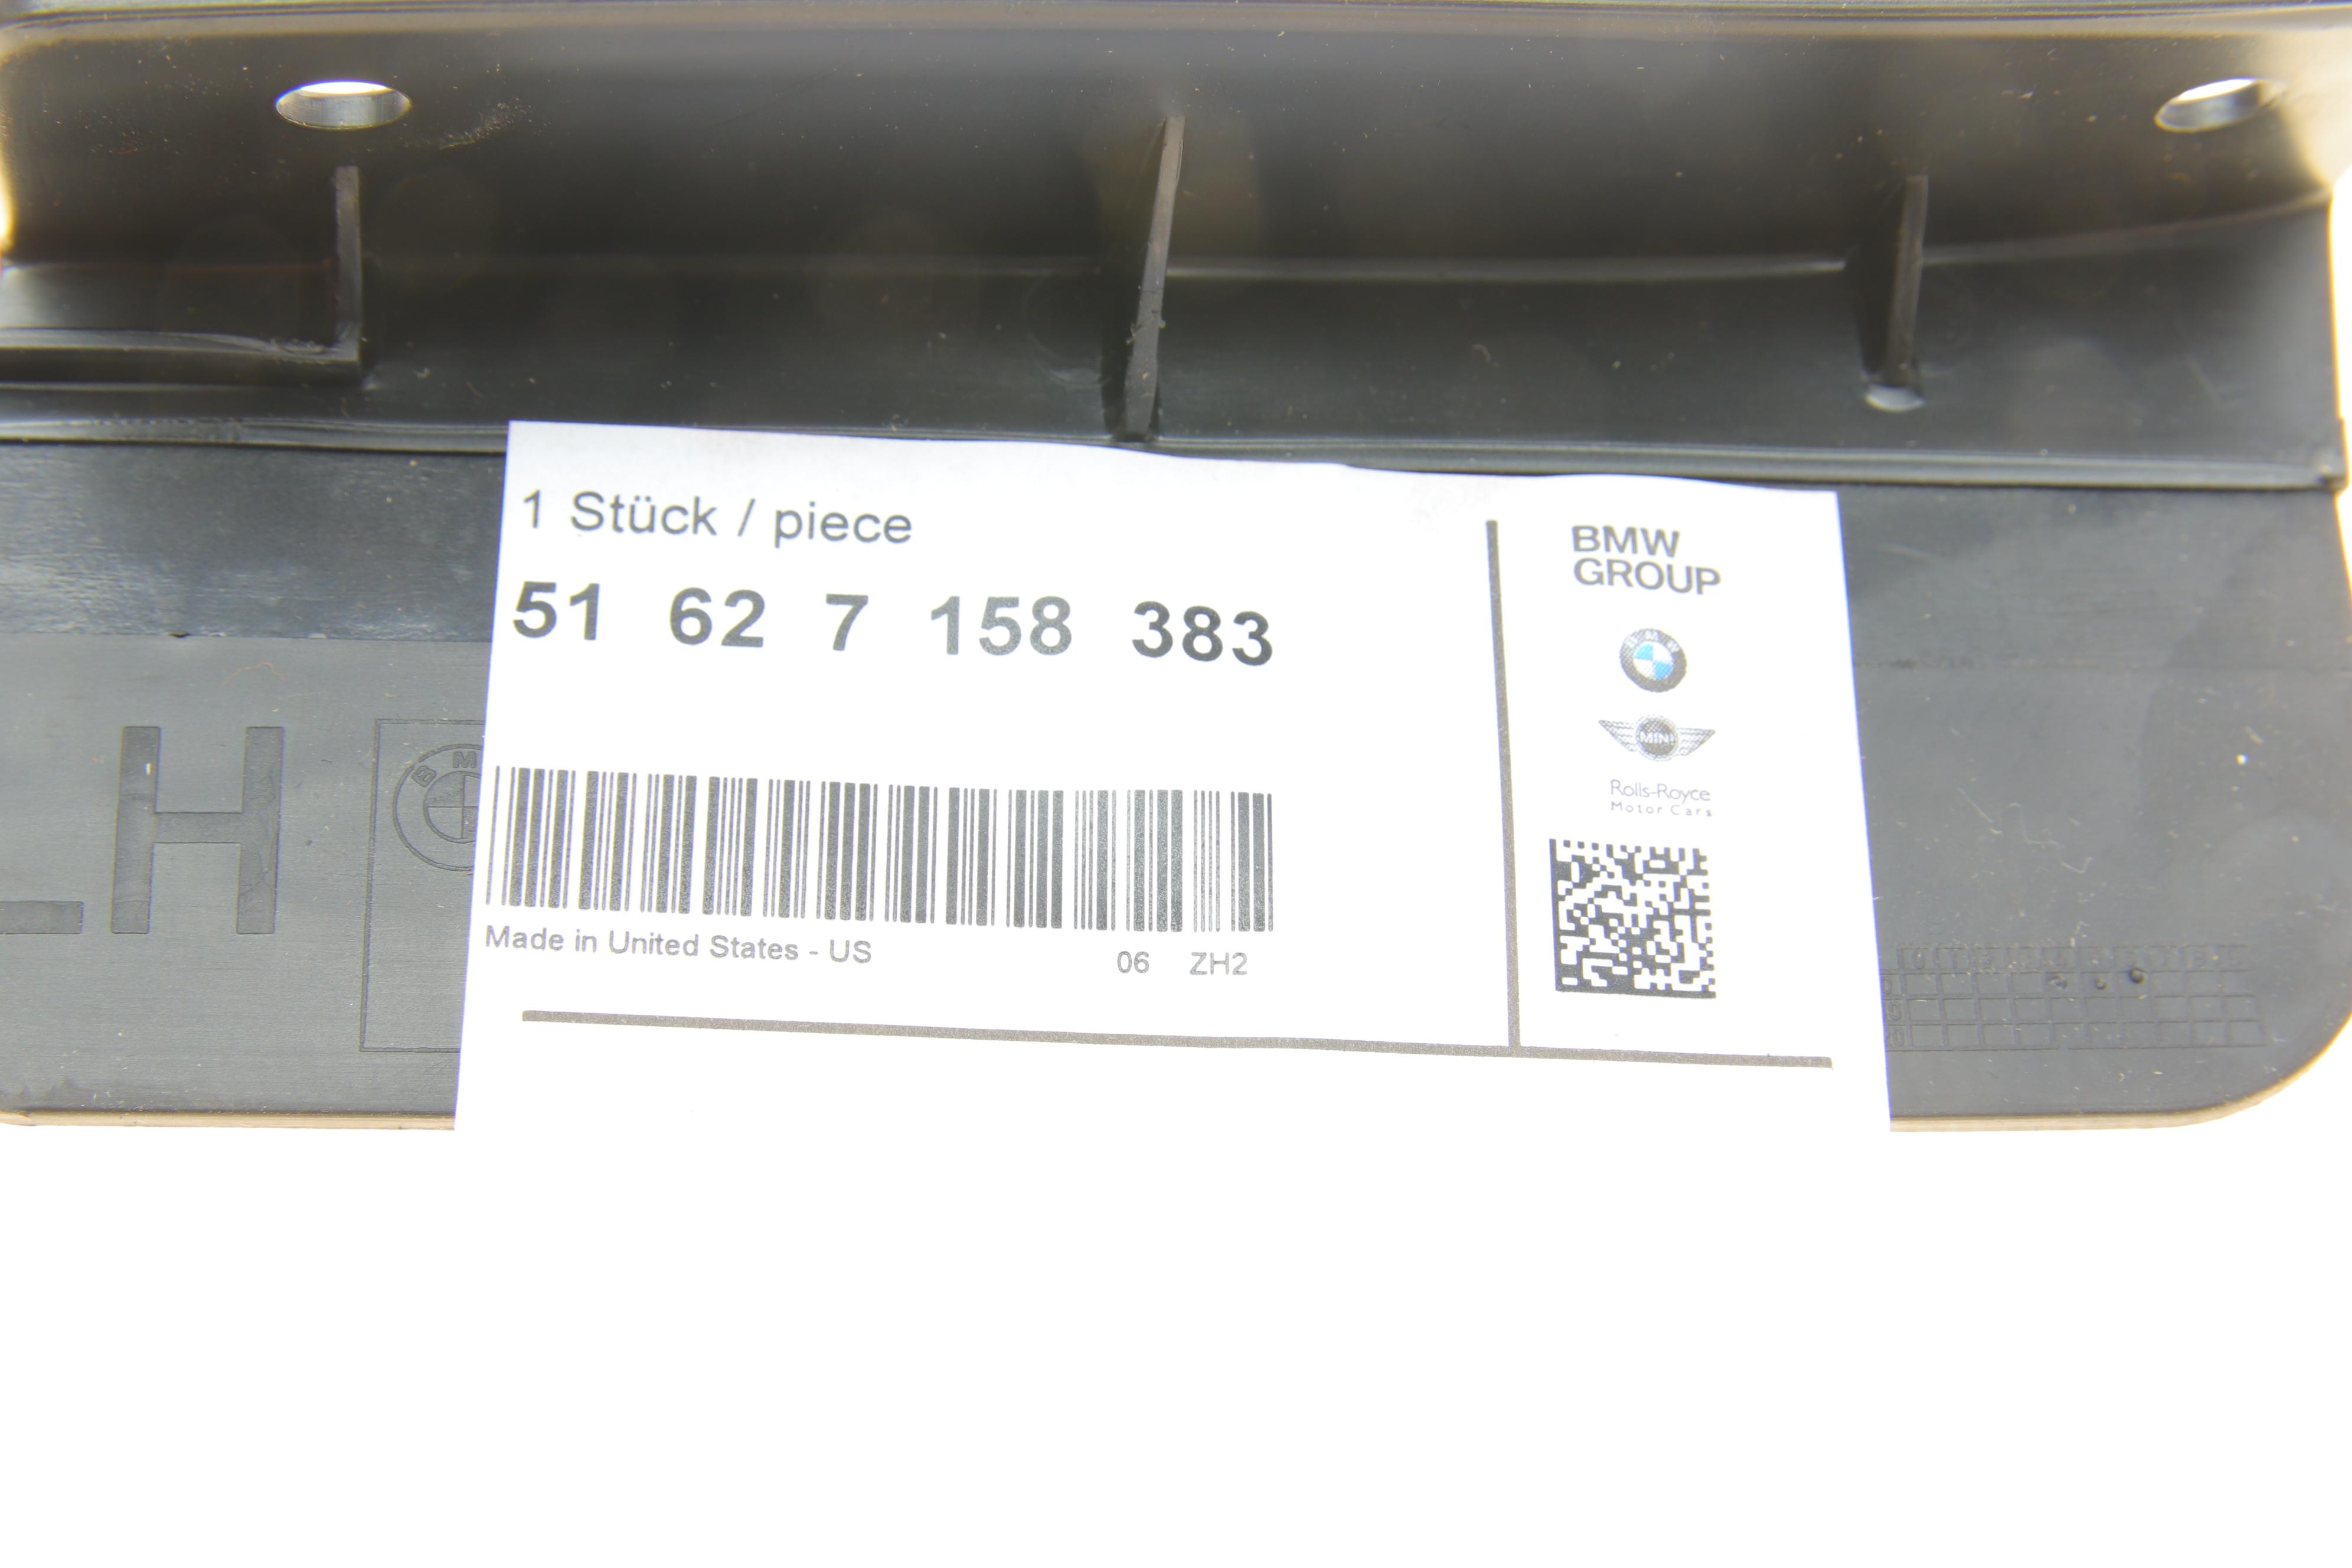 1 Stück / piece
51 62 7 158 383
Made in United States - US
06 ZH2
BMW
GROUP
MINI
Rolls-Royce
Motor Cars
LH
B M